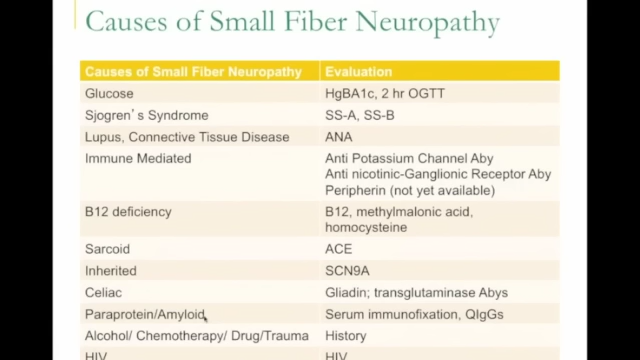 Causes of Small Fiber Neuropathy
Causes of Small Fiber Neuropathy Evaluation
Glucose HgBA1c, 2 hr OGTT
Sjogren's Syndrome SS-A, SS-B
Lupus, Connective Tissue Disease ANA
Immune Mediated Anti Potassium Channel Aby
Anti nicotinic-Ganglionic Receptor Aby
Peripherin (not yet available)
B12 deficiency B12, methylmalonic acid,
homocysteine
Sarcoid ACE
Inherited SCN9A
Celiac Gliadin; transglutaminase Abys
Paraprotein/Amyloid Serum immunofixation, QIgGs
Alcohol/ Chemotherapy/ Drug/Trauma History
HIV HIV